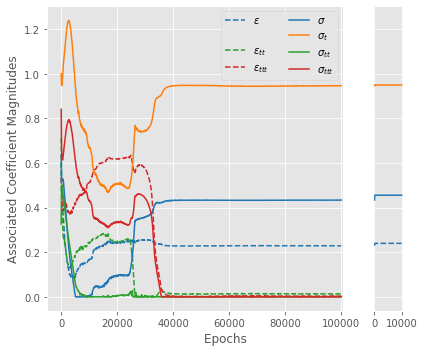 Associated Coefficient Magnitudes
1.2
1.0
0.8
0.6
0.4
0.2
0.0
ε
ε_tt
ε_ttt
σ
σ_t
σ_tt
σ_ttt
0 20000 40000 60000 80000 100000
0 10000
Epochs